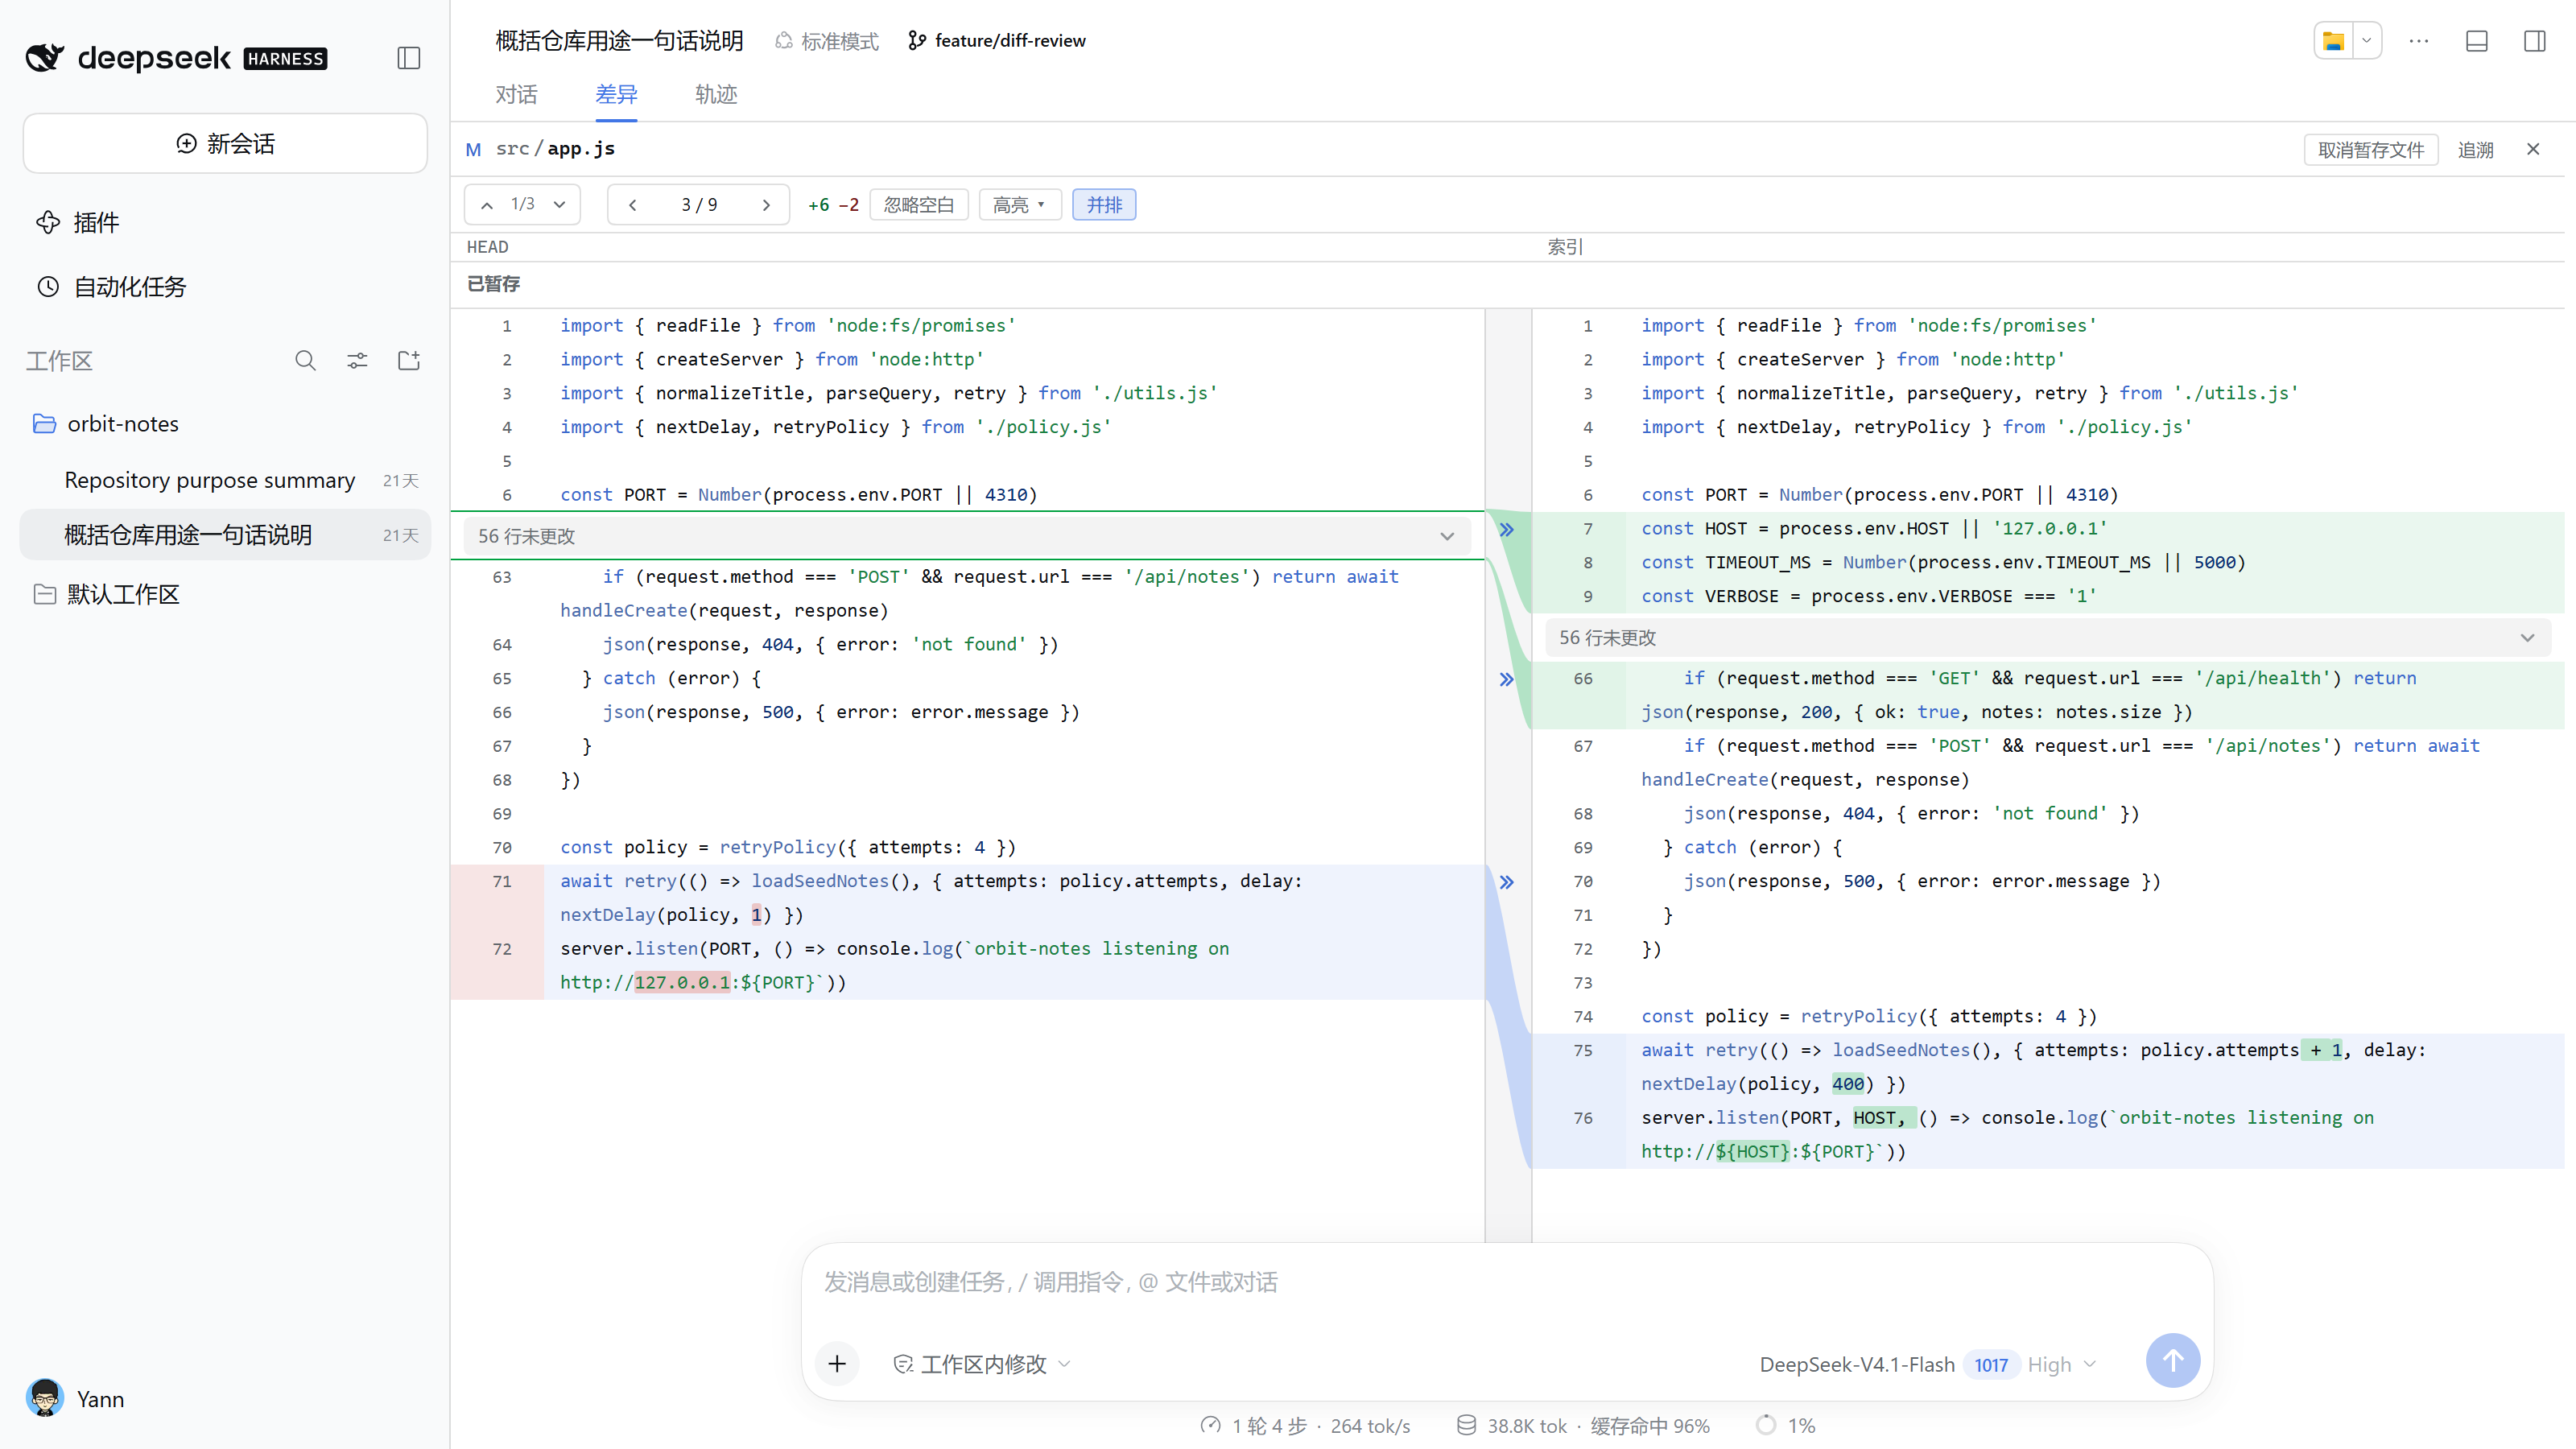 deepseek HARNESS
新会话
插件
自动化任务
工作区
orbit-notes
Repository purpose summary 21天
概括仓库用途一句话说明 21天
默认工作区
Yann
概括仓库用途一句话说明 标准模式 feature/diff-review
对话 差异 轨迹
M src/app.js 取消暂存文件 追溯
1/3 3 / 9 +6 −2 忽略空白 高亮 并排
HEAD
已暂存
1 import { readFile } from 'node:fs/promises'
2 import { createServer } from 'node:http'
3 import { normalizeTitle, parseQuery, retry } from './utils.js'
4 import { nextDelay, retryPolicy } from './policy.js'
5
6 const PORT = Number(process.env.PORT || 4310)
56 行未更改
63 if (request.method === 'POST' && request.url === '/api/notes') return await
handleCreate(request, response)
64 json(response, 404, { error: 'not found' })
65 } catch (error) {
66 json(response, 500, { error: error.message })
67 }
68 })
69
70 const policy = retryPolicy({ attempts: 4 })
71 await retry(() => loadSeedNotes(), { attempts: policy.attempts, delay:
nextDelay(policy, 1) })
72 server.listen(PORT, () => console.log(`orbit-notes listening on
http://127.0.0.1:${PORT}`))
索引
1 import { readFile } from 'node:fs/promises'
2 import { createServer } from 'node:http'
3 import { normalizeTitle, parseQuery, retry } from './utils.js'
4 import { nextDelay, retryPolicy } from './policy.js'
5
6 const PORT = Number(process.env.PORT || 4310)
7 const HOST = process.env.HOST || '127.0.0.1'
8 const TIMEOUT_MS = Number(process.env.TIMEOUT_MS || 5000)
9 const VERBOSE = process.env.VERBOSE === '1'
56 行未更改
66 if (request.method === 'GET' && request.url === '/api/health') return
json(response, 200, { ok: true, notes: notes.size })
67 if (request.method === 'POST' && request.url === '/api/notes') return await
handleCreate(request, response)
68 json(response, 404, { error: 'not found' })
69 } catch (error) {
70 json(response, 500, { error: error.message })
71 }
72 })
73
74 const policy = retryPolicy({ attempts: 4 })
75 await retry(() => loadSeedNotes(), { attempts: policy.attempts + 1, delay:
nextDelay(policy, 400) })
76 server.listen(PORT, HOST, () => console.log(`orbit-notes listening on
http://${HOST}:${PORT}`))
发消息或创建任务, / 调用指令, @ 文件或对话
工作区内修改 DeepSeek-V4.1-Flash 1017 High
1 轮 4 步 · 264 tok/s 38.8K tok · 缓存命中 96% 1%